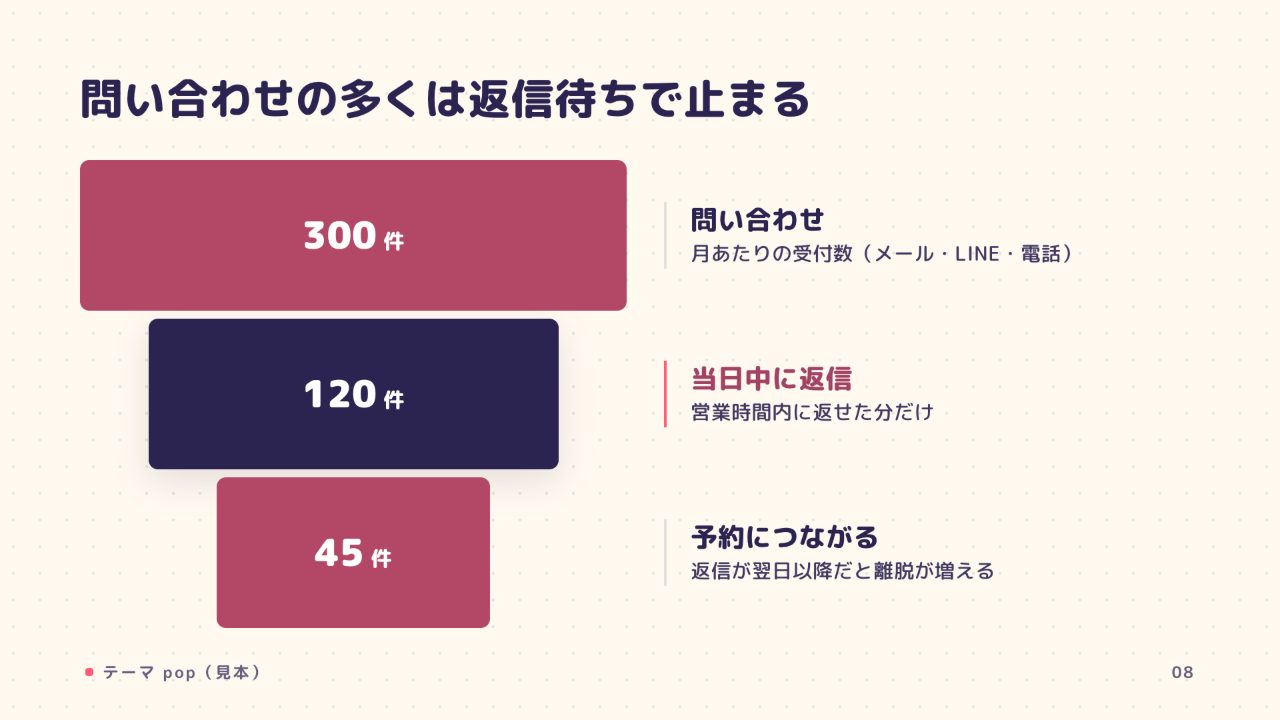 問い合わせの多くは返信待ちで止まる
300 件
問い合わせ
月あたりの受付数（メール・LINE・電話）
120 件
当日中に返信
営業時間内に返せた分だけ
45 件
予約につながる
返信が翌日以降だと離脱が増える
テーマ pop（見本）
08